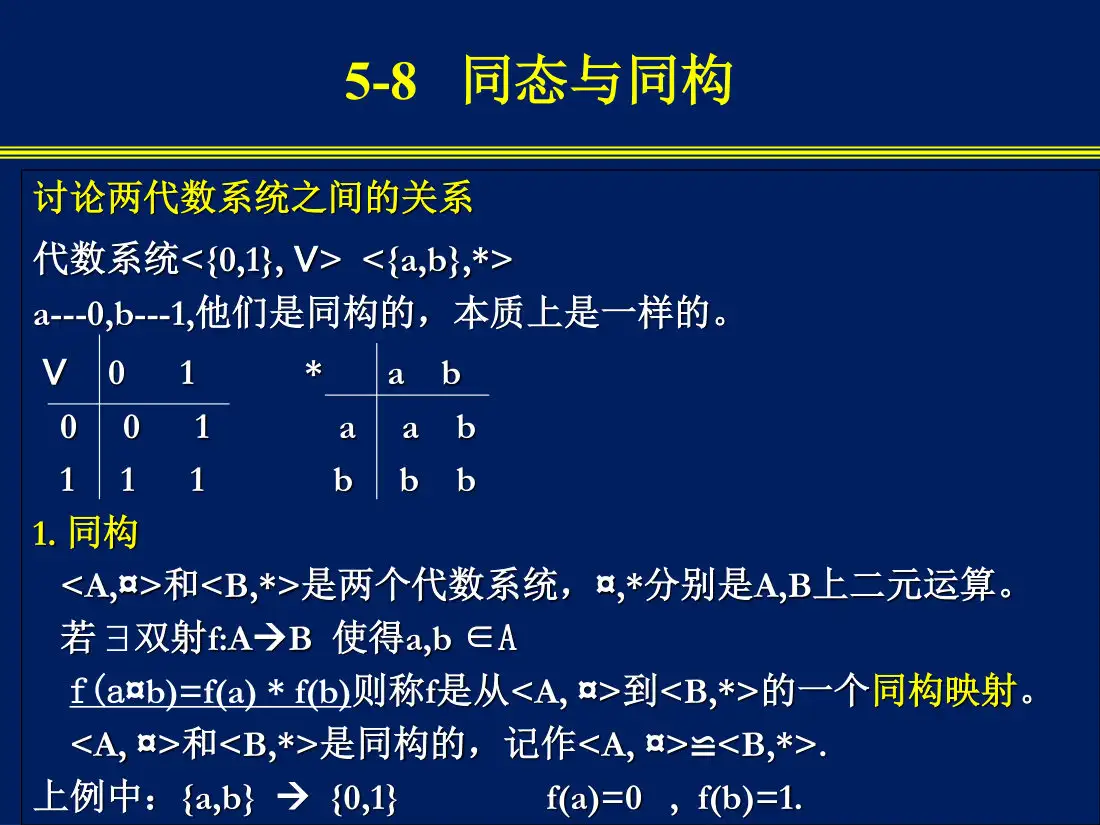 5-8 同态与同构
讨论两代数系统之间的关系
代数系统<{0,1}, ∨> <{a,b},*>
a---0,b---1,他们是同构的，本质上是一样的。
∨ 0 1 * a b
0 0 1 a a b
1 1 1 b b b
1. 同构
<A,¤>和<B,*>是两个代数系统，¤,*分别是A,B上二元运算。
若∃双射f:A→B 使得a,b∈A
f(a¤b)=f(a) * f(b)则称f是从<A, ¤>到<B,*>的一个同构映射。
<A, ¤>和<B,*>是同构的，记作<A, ¤>≌<B,*>.
上例中：{a,b} → {0,1} f(a)=0 , f(b)=1.